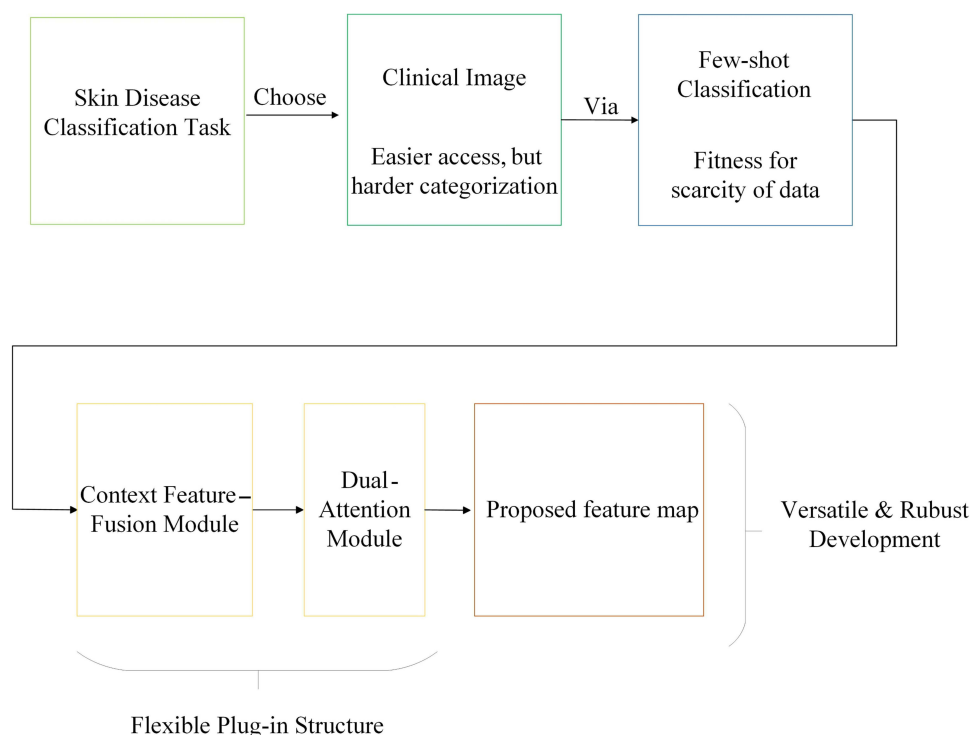 Skin Disease
Classification Task
Choose
Clinical Image
Easier access, but
harder categorization
Via
Few-shot
Classification
Fitness for
scarcity of data
Context Feature–
Fusion Module
Dual-
Attention
Module
Proposed feature map
Versatile & Rubust
Development
Flexible Plug-in Structure